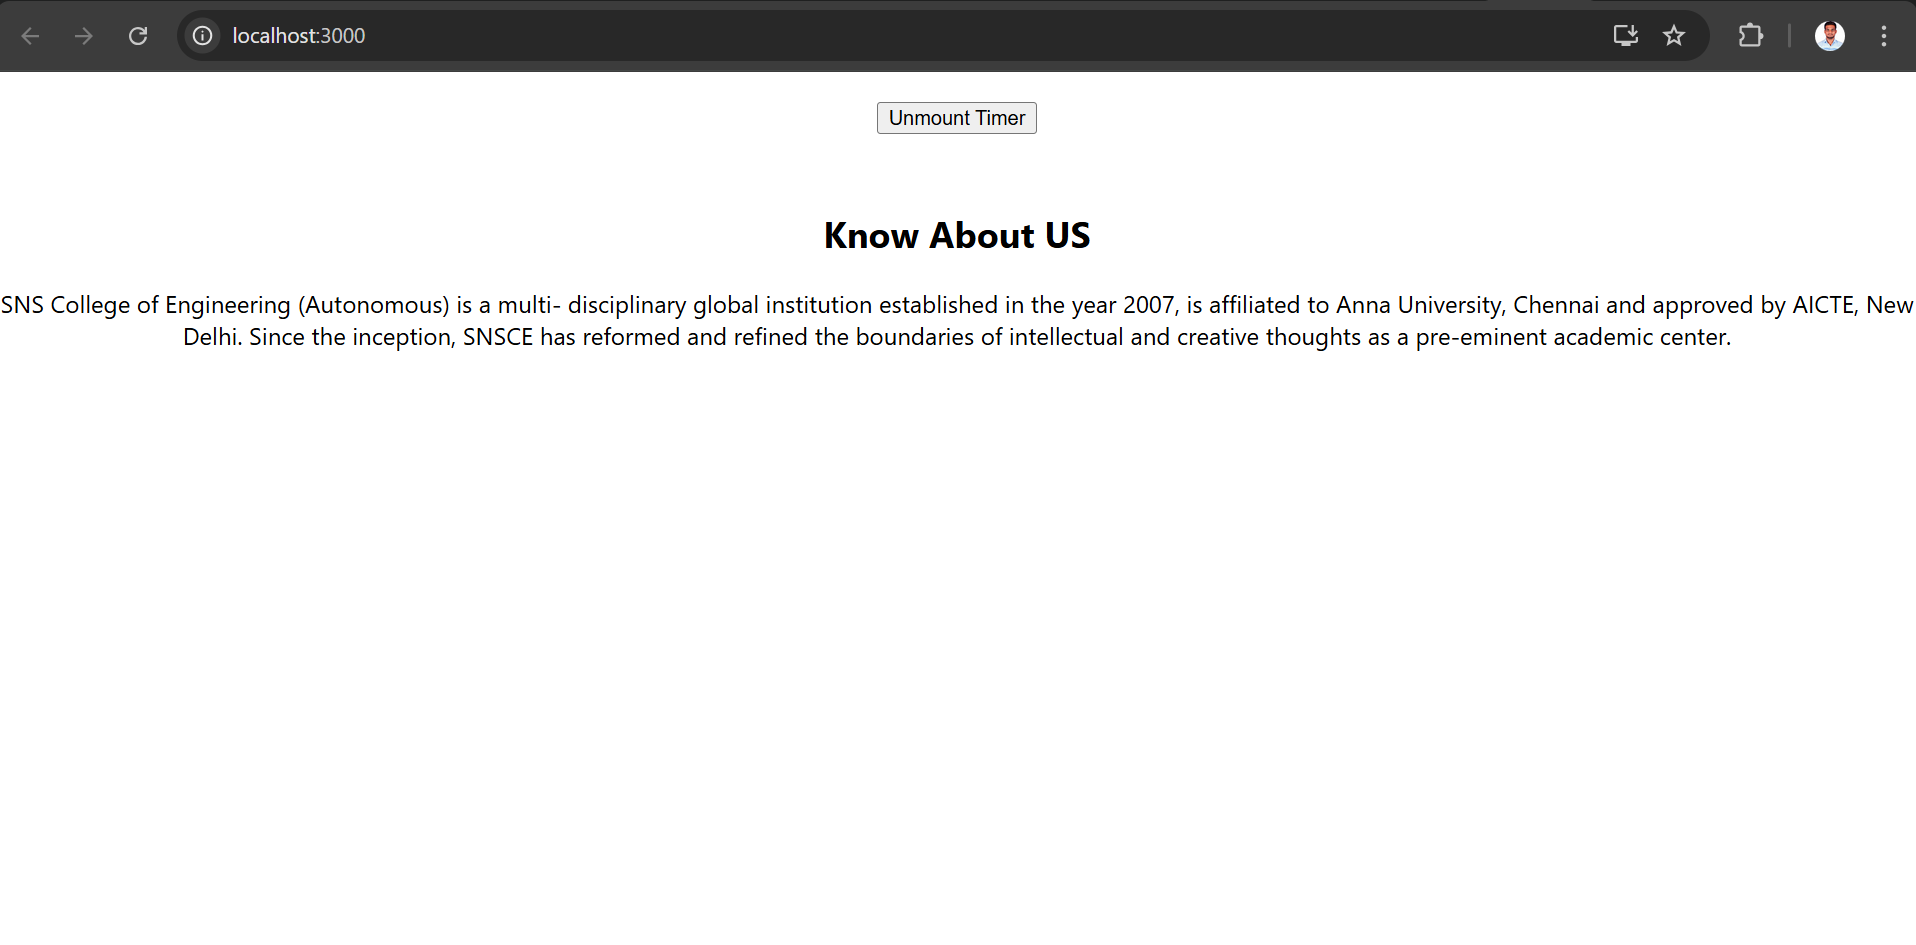 localhost:3000
Unmount Timer
Know About US
SNS College of Engineering (Autonomous) is a multi- disciplinary global institution established in the year 2007, is affiliated to Anna University, Chennai and approved by AICTE, New
Delhi. Since the inception, SNSCE has reformed and refined the boundaries of intellectual and creative thoughts as a pre-eminent academic center.